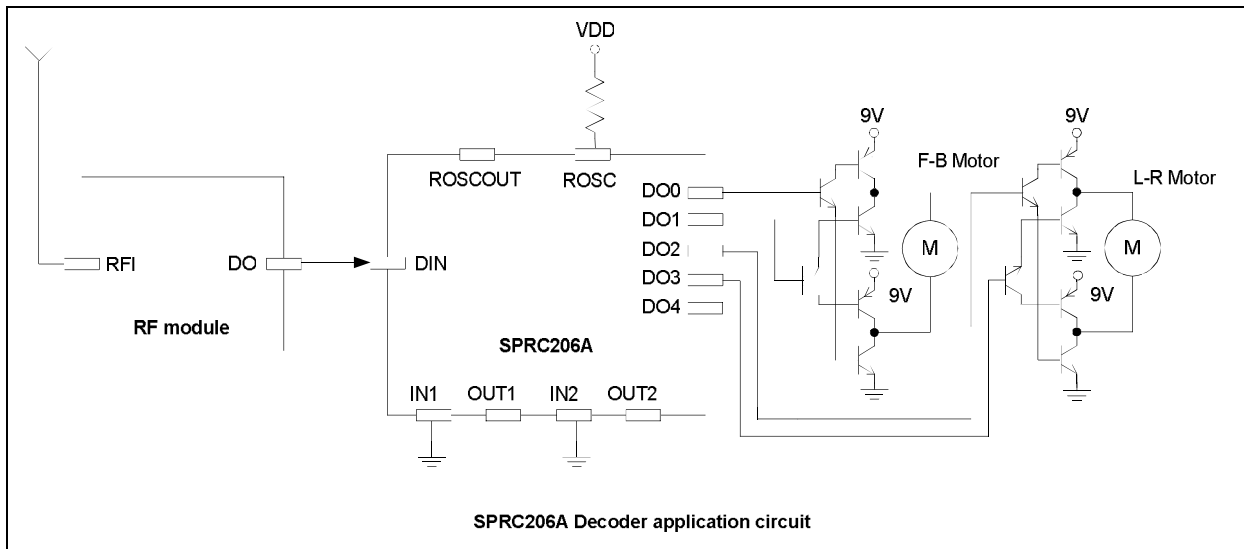 VDD
9V
9V
F-B Motor
ROSCOUT
ROSC
L-R Motor
DO0
DO1
DO2
DO3
DO4
M
M
RFI
DO
DIN
9V
9V
RF module
SPRC206A
IN1
OUT1
IN2
OUT2
SPRC206A Decoder application circuit